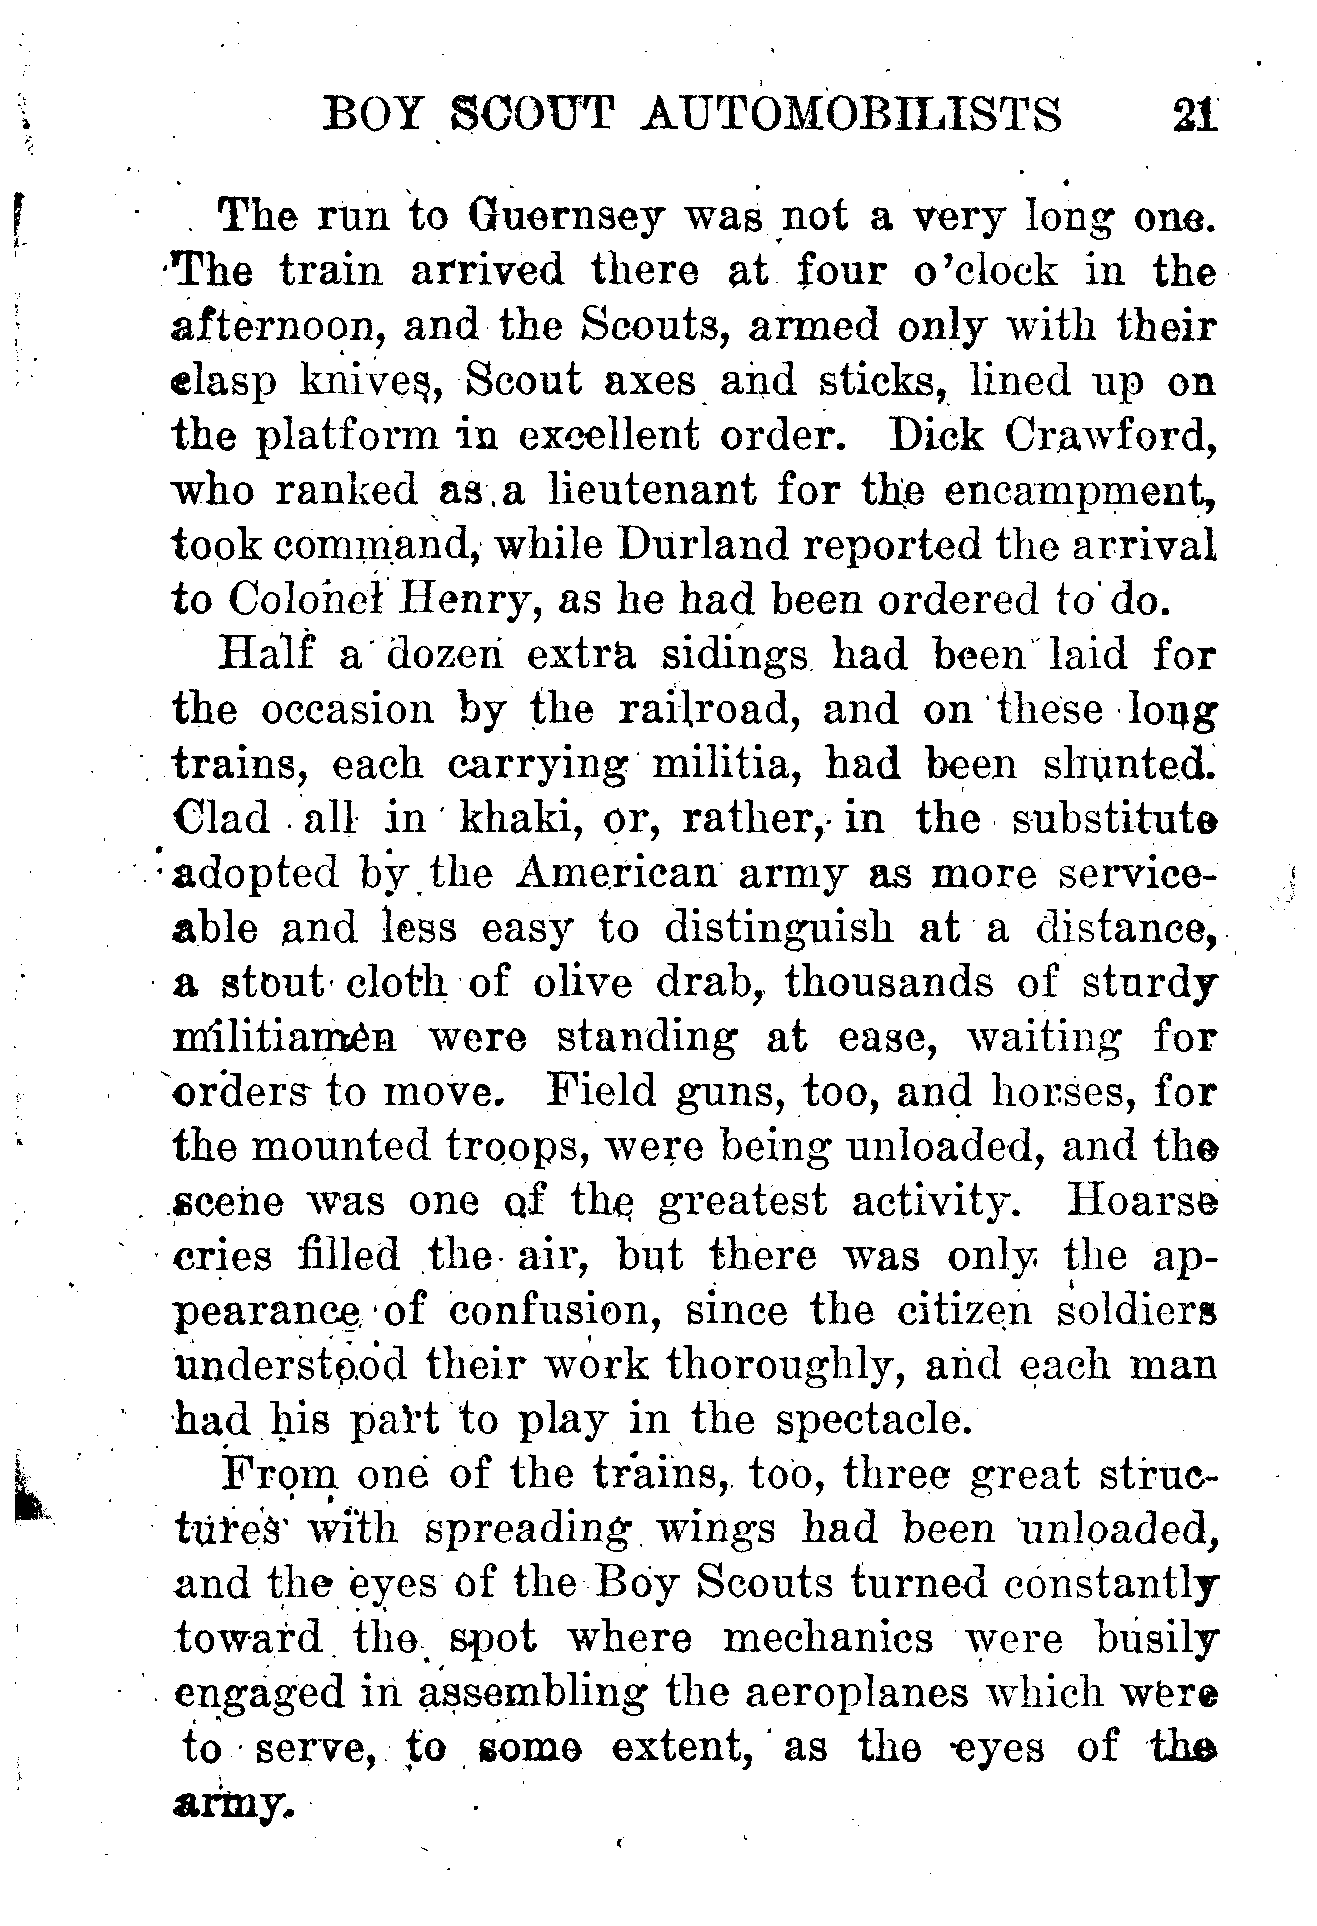 BOY SCOUT AUTOMOBILISTS 21
The run to Guernsey was not a very long one.
The train arrived there at four o'clock in the
afternoon, and the Scouts, armed only with their
clasp knives, Scout axes and sticks, lined up on
the platform in excellent order. Dick Crawford,
who ranked as a lieutenant for the encampment,
took command, while Durland reported the arrival
to Colonel Henry, as he had been ordered to do.
Half a dozen extra sidings had been laid for
the occasion by the railroad, and on these long
trains, each carrying militia, had been shunted.
Clad all in khaki, or, rather, in the substitute
adopted by the American army as more service-
able and less easy to distinguish at a distance,
a stout cloth of olive drab, thousands of sturdy
militiamen were standing at ease, waiting for
orders to move. Field guns, too, and horses, for
the mounted troops, were being unloaded, and the
scene was one of the greatest activity. Hoarse
cries filled the air, but there was only the ap-
pearance of confusion, since the citizen soldiers
understood their work thoroughly, and each man
had his part to play in the spectacle.
From one of the trains, too, three great struc-
tures with spreading wings had been unloaded,
and the eyes of the Boy Scouts turned constantly
toward the spot where mechanics were busily
engaged in assembling the aeroplanes which were
to serve, to some extent, as the eyes of the
army.